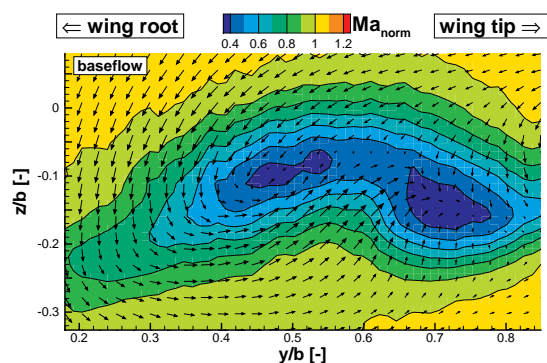 ⇐ wing root
Ma_norm
wing tip ⇒
0.4 0.6 0.8 1 1.2
baseflow
0
-0.1
-0.2
-0.3
z/b [-]
0.2 0.3 0.4 0.5 0.6 0.7 0.8
y/b [-]